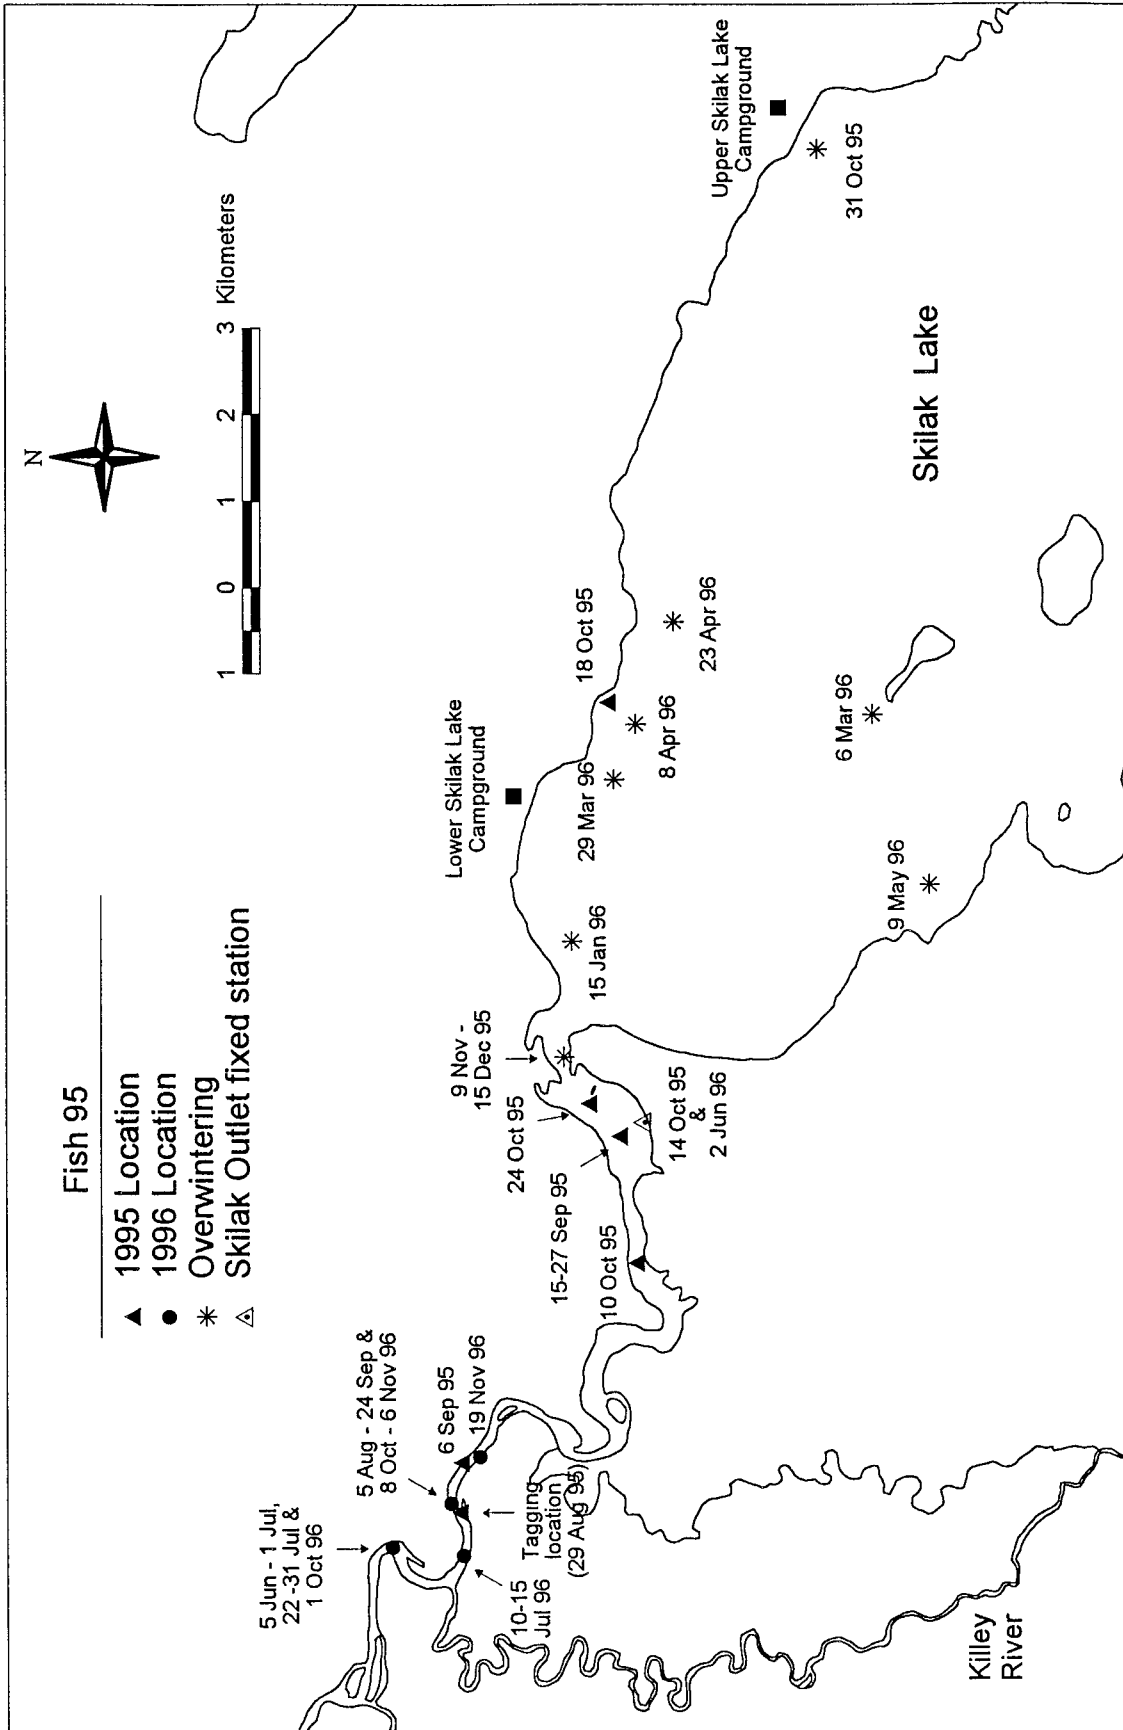 Fish 95
1995 Location
1996 Location
Overwintering
Skilak Outlet fixed station
N
1 0 1 2 3 Kilometers
5 Jun - 1 Jul,
22 -31 Jul &
1 Oct 96
5 Aug - 24 Sep &
8 Oct - 6 Nov 96
6 Sep 95
19 Nov 96
10-15
Jul 96
Tagging
location
(29 Aug 95)
10 Oct 95
15-27 Sep 95
24 Oct 95
9 Nov -
15 Dec 95
14 Oct 95
&
2 Jun 96
15 Jan 96
Lower Skilak Lake
Campground
29 Mar 96
8 Apr 96
18 Oct 95
23 Apr 96
6 Mar 96
9 May 96
Upper Skilak Lake
Campground
31 Oct 95
Skilak Lake
Killey
River